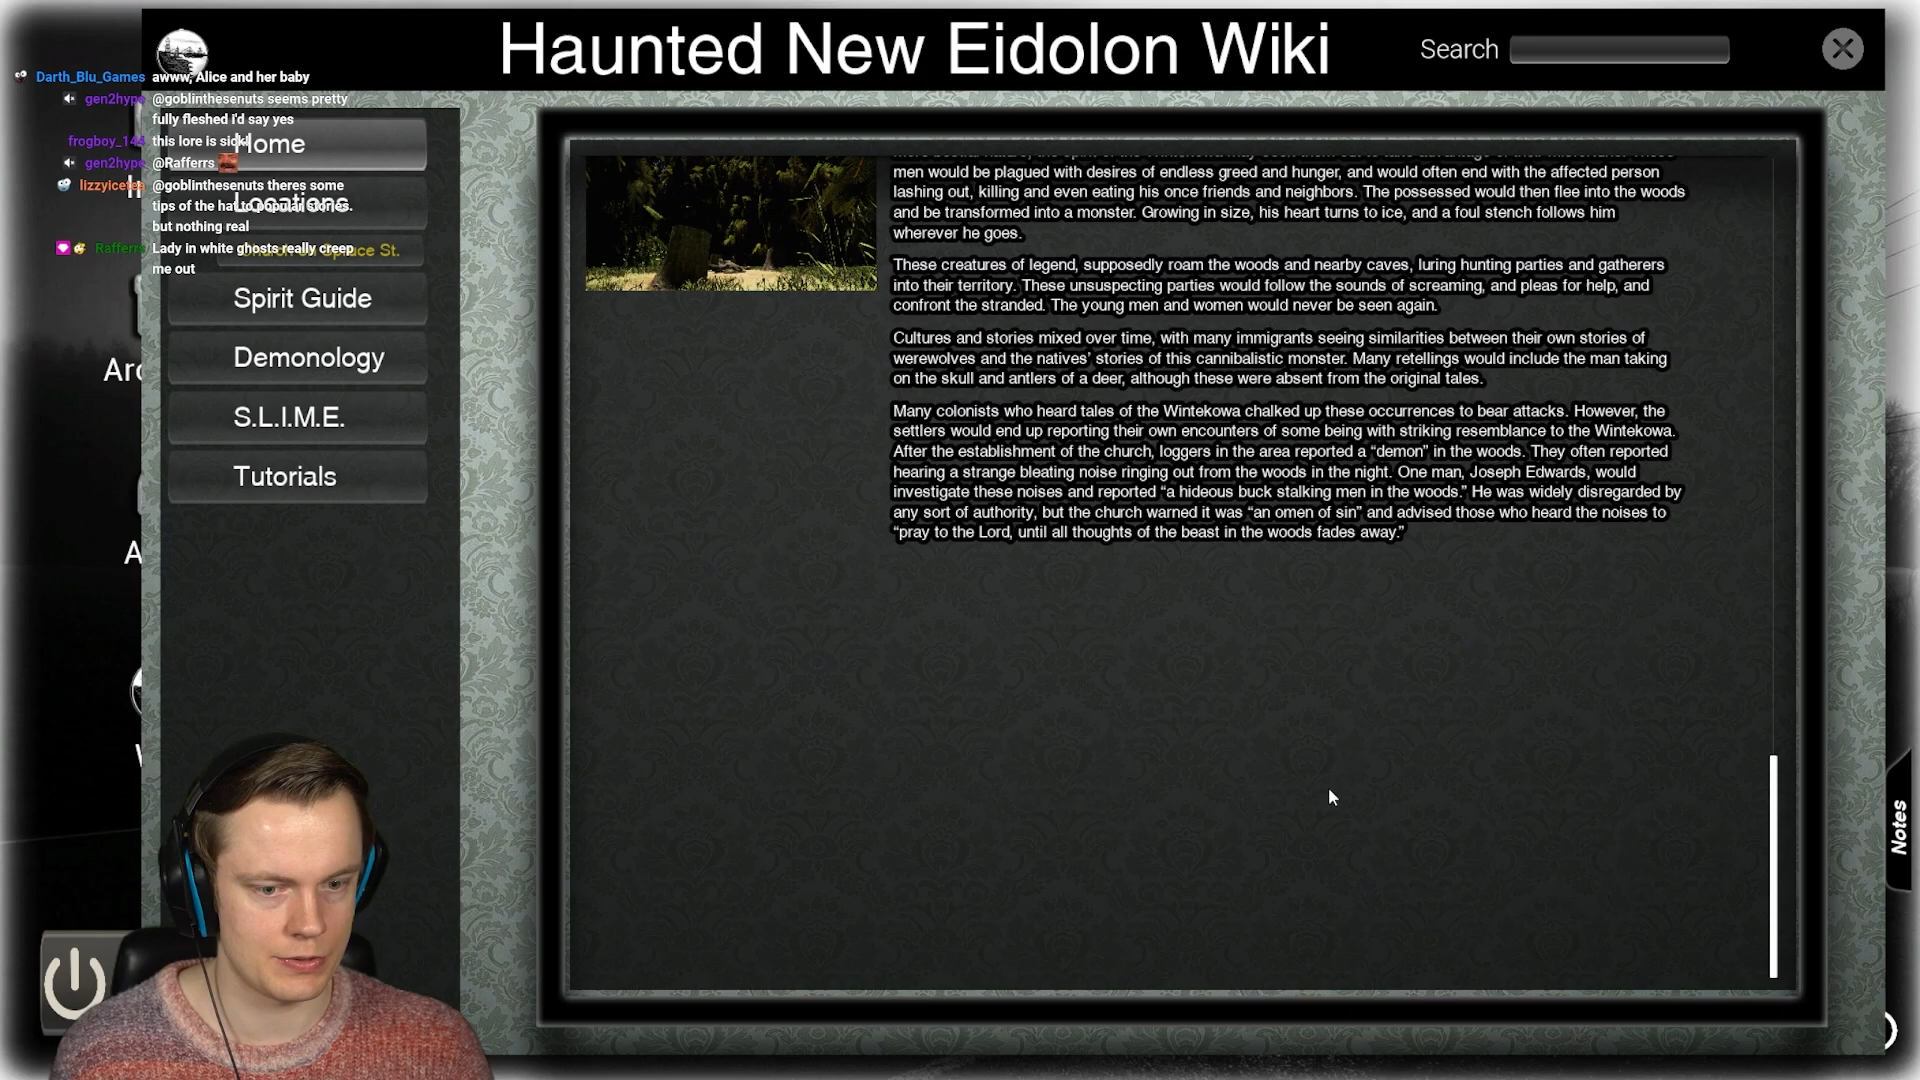 Haunted New Eidolon Wiki
Search
Darth_Blu_Games awww, Alice and her baby
gen2hype @goblinthesenuts seems pretty
fully fleshed I'd say yes
frogboy_144 this lore is sick!
gen2hype @Rafferrs
lizzyicetea @goblinthesenuts theres some
tips of the hat to popular stories.
but nothing real
Rafferrs Lady in white ghosts really creep
me out
Home
Locations
Church on Spruce St.
Spirit Guide
Demonology
S.L.I.M.E.
Tutorials
men would be plagued with desires of endless greed and hunger, and would often end with the affected person
lashing out, killing and even eating his once friends and neighbors. The possessed would then flee into the woods
and be transformed into a monster. Growing in size, his heart turns to ice, and a foul stench follows him
wherever he goes.
These creatures of legend, supposedly roam the woods and nearby caves, luring hunting parties and gatherers
into their territory. These unsuspecting parties would follow the sounds of screaming, and pleas for help, and
confront the stranded. The young men and women would never be seen again.
Cultures and stories mixed over time, with many immigrants seeing similarities between their own stories of
werewolves and the natives' stories of this cannibalistic monster. Many retellings would include the man taking
on the skull and antlers of a deer, although these were absent from the original tales.
Many colonists who heard tales of the Wintekowa chalked up these occurrences to bear attacks. However, the
settlers would end up reporting their own encounters of some being with striking resemblance to the Wintekowa.
After the establishment of the church, loggers in the area reported a “demon” in the woods. They often reported
hearing a strange bleating noise ringing out from the woods in the night. One man, Joseph Edwards, would
investigate these noises and reported “a hideous buck stalking men in the woods.” He was widely disregarded by
any sort of authority, but the church warned it was “an omen of sin” and advised those who heard the noises to
“pray to the Lord, until all thoughts of the beast in the woods fades away.”
Arc
A
Notes